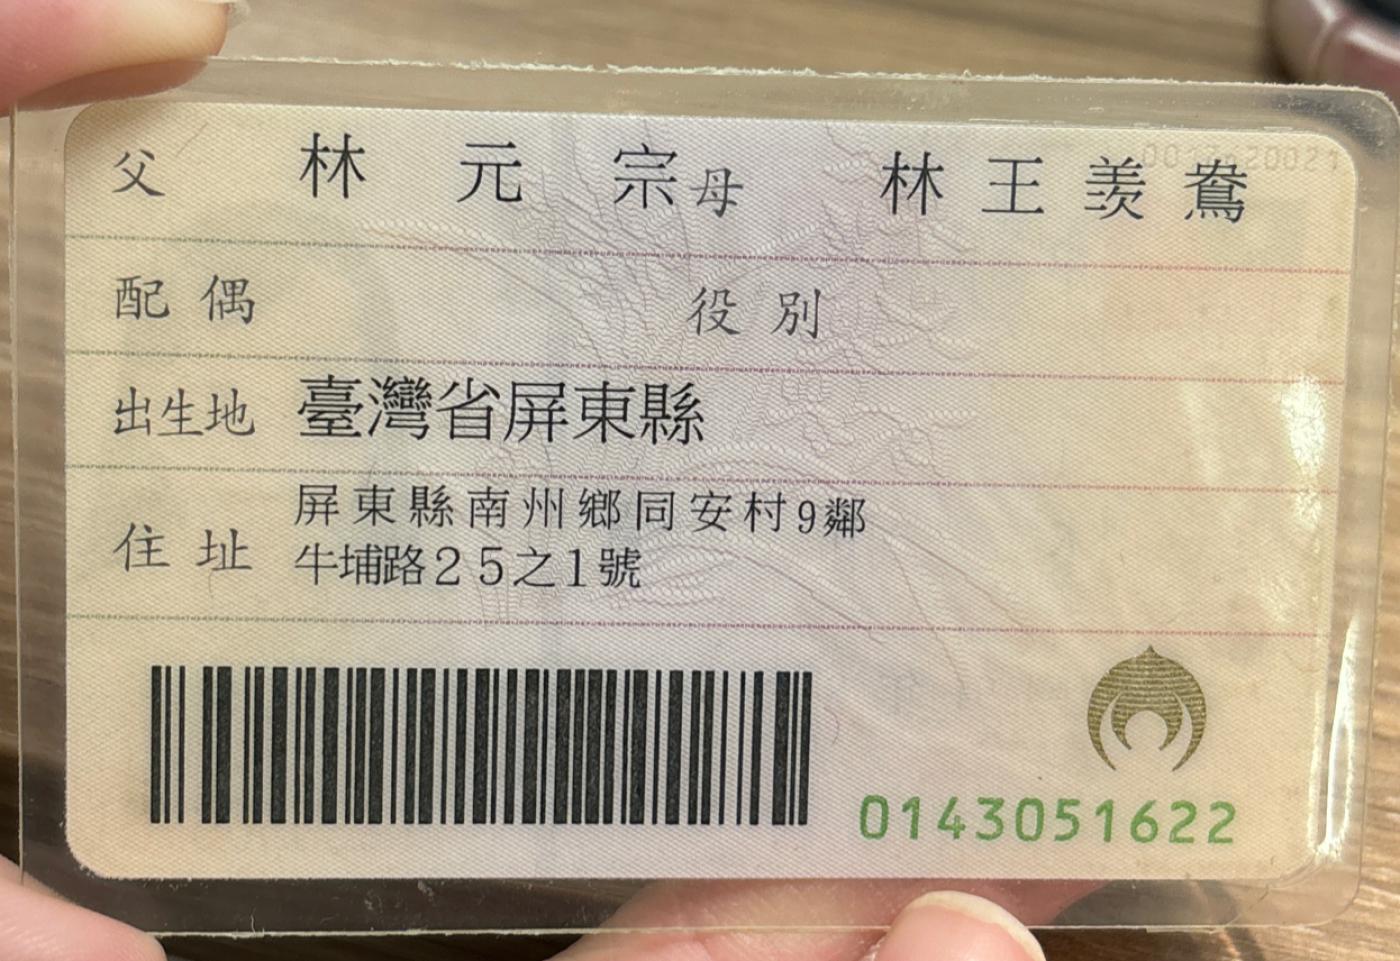 父 林元宗 母 林王羨鴦
配偶 役別
出生地 臺灣省屏東縣
住址 屏東縣南州鄉同安村9鄰
牛埔路25之1號
0143051622